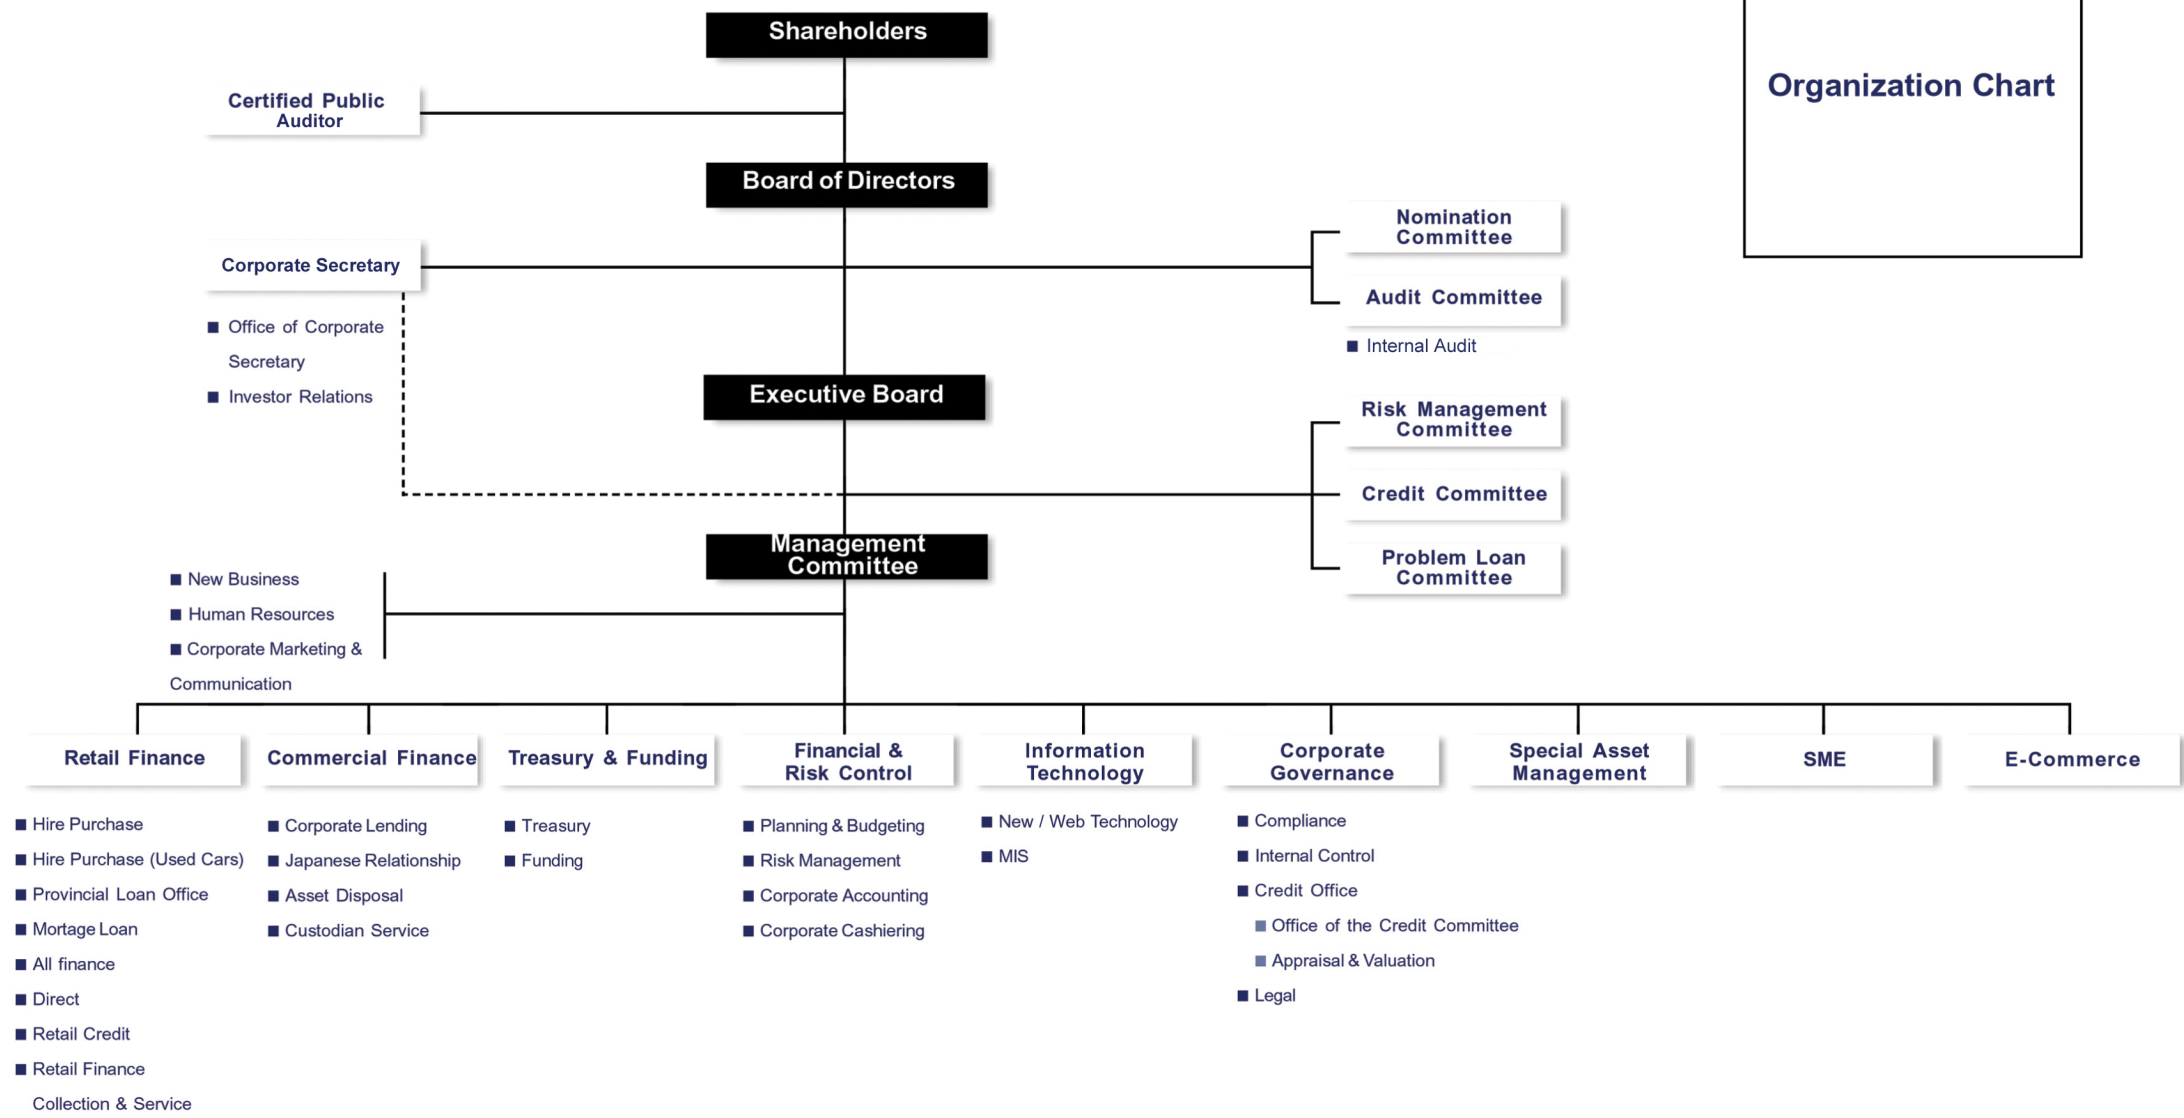 Shareholders
Organization Chart
Certified Public
Auditor
Board of Directors
Corporate Secretary
Office of Corporate
Secretary
Investor Relations
Nomination
Committee
Audit Committee
Internal Audit
Executive Board
Risk Management
Committee
Credit Committee
Problem Loan
Committee
Management
Committee
New Business
Human Resources
Corporate Marketing &
Communication
Retail Finance
Hire Purchase
Hire Purchase (Used Cars)
Provincial Loan Office
Mortage Loan
All finance
Direct
Retail Credit
Retail Finance
Collection & Service
Commercial Finance
Corporate Lending
Japanese Relationship
Asset Disposal
Custodian Service
Treasury & Funding
Treasury
Funding
Financial &
Risk Control
Planning & Budgeting
Risk Management
Corporate Accounting
Corporate Cashiering
Information
Technology
New / Web Technology
MIS
Corporate
Governance
Compliance
Internal Control
Credit Office
Office of the Credit Committee
Appraisal & Valuation
Legal
Special Asset
Management
SME
E-Commerce